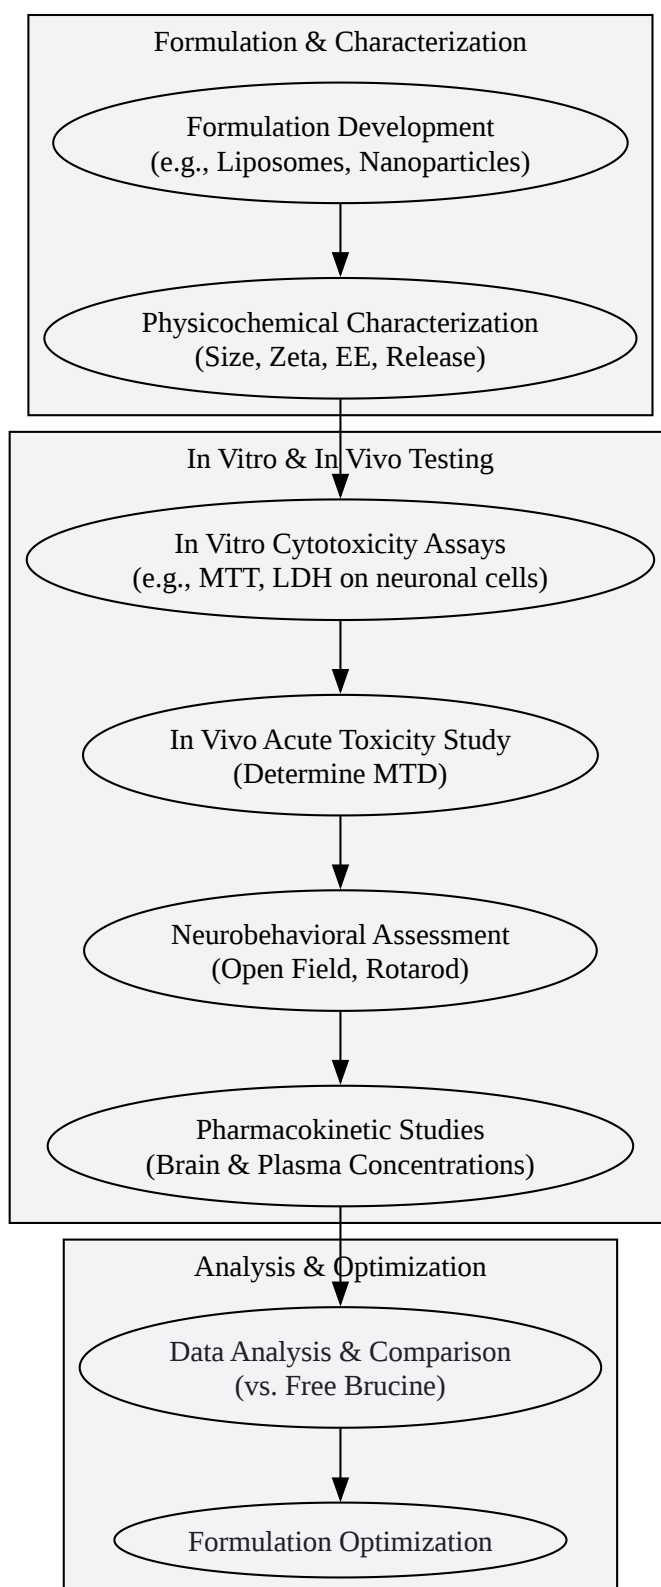 Formulation & Characterization
Formulation Development
(e.g., Liposomes, Nanoparticles)
Physicochemical Characterization
(Size, Zeta, EE, Release)
In Vitro & In Vivo Testing
In Vitro Cytotoxicity Assays
(e.g., MTT, LDH on neuronal cells)
In Vivo Acute Toxicity Study
(Determine MTD)
Neurobehavioral Assessment
(Open Field, Rotarod)
Pharmacokinetic Studies
(Brain & Plasma Concentrations)
Analysis & Optimization
Data Analysis & Comparison
(vs. Free Brucine)
Formulation Optimization